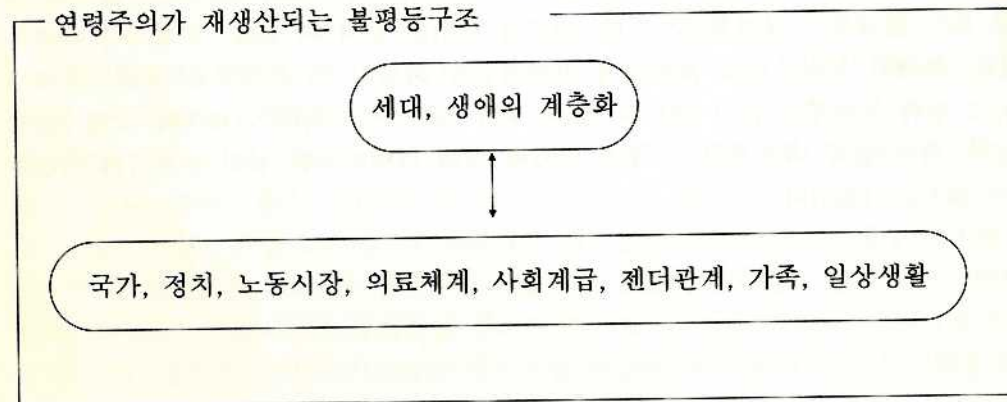 연령주의가 재생산되는 불평등구조
세대, 생애의 계층화
국가, 정치, 노동시장, 의료체계, 사회계급, 젠더관계, 가족, 일상생활